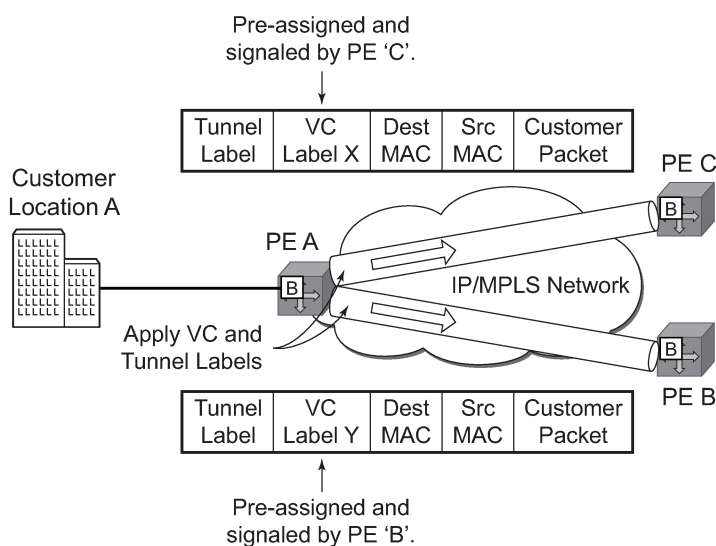 Pre-assigned and
signaled by PE ‘C’.
Tunnel
Label
VC
Label X
Dest
MAC
Src
MAC
Customer
Packet
PE C
Customer
Location A
PE A
B
B
IP/MPLS Network
Apply VC and
Tunnel Labels
B
PE B
Tunnel
Label
VC
Label Y
Dest
MAC
Src
MAC
Customer
Packet
Pre-assigned and
signaled by PE ‘B’.